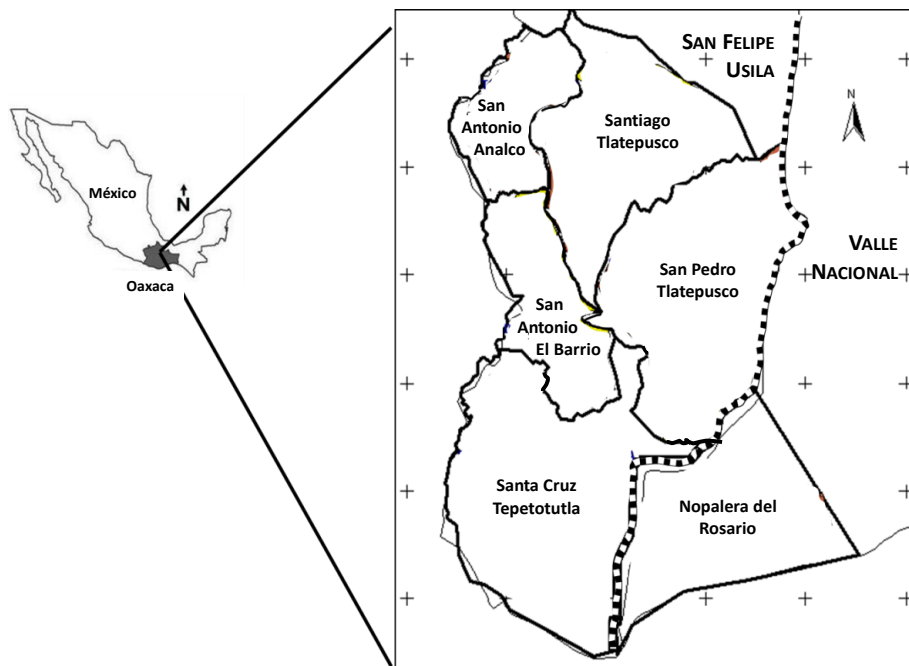 México
N
Oaxaca
SAN FELIPE
USILA
N
San
Antonio
Analco
Santiago
Tlatepusco
VALLE
NACIONAL
San Pedro
Tlatepusco
San
Antonio
El Barrio
Santa Cruz
Tepetotutla
Nopalera del
Rosario